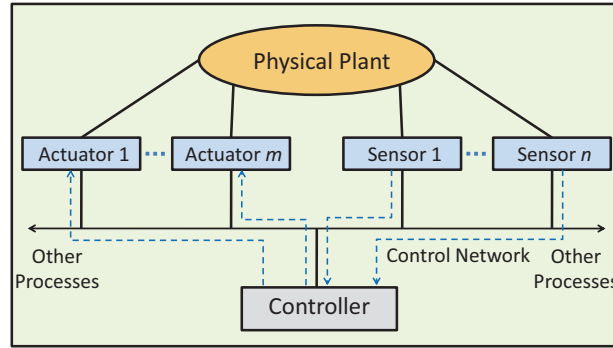 Physical Plant
Actuator 1
Actuator m
Sensor 1
Sensor n
Other
Processes
Control Network
Other
Processes
Controller